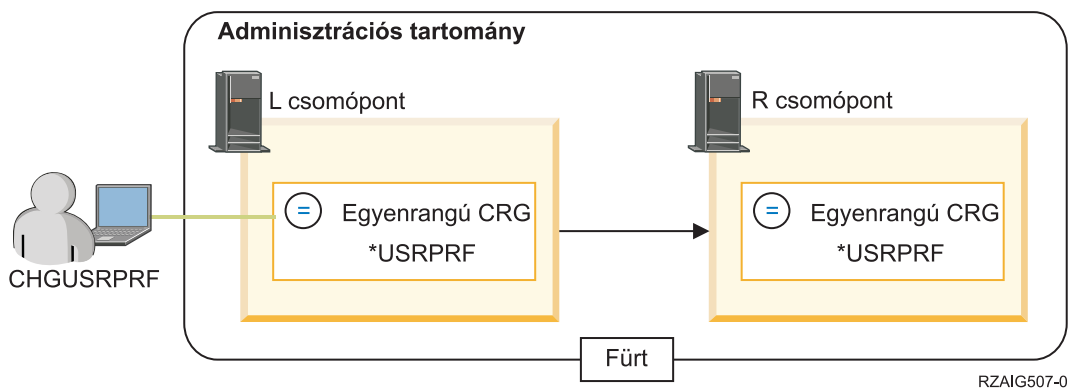 Adminisztrációs tartomány
L csomópont
R csomópont
= Egyenrangú CRG
*USRPRF
= Egyenrangú CRG
*USRPRF
CHGUSRPRF
Fürt
RZAIG507-0